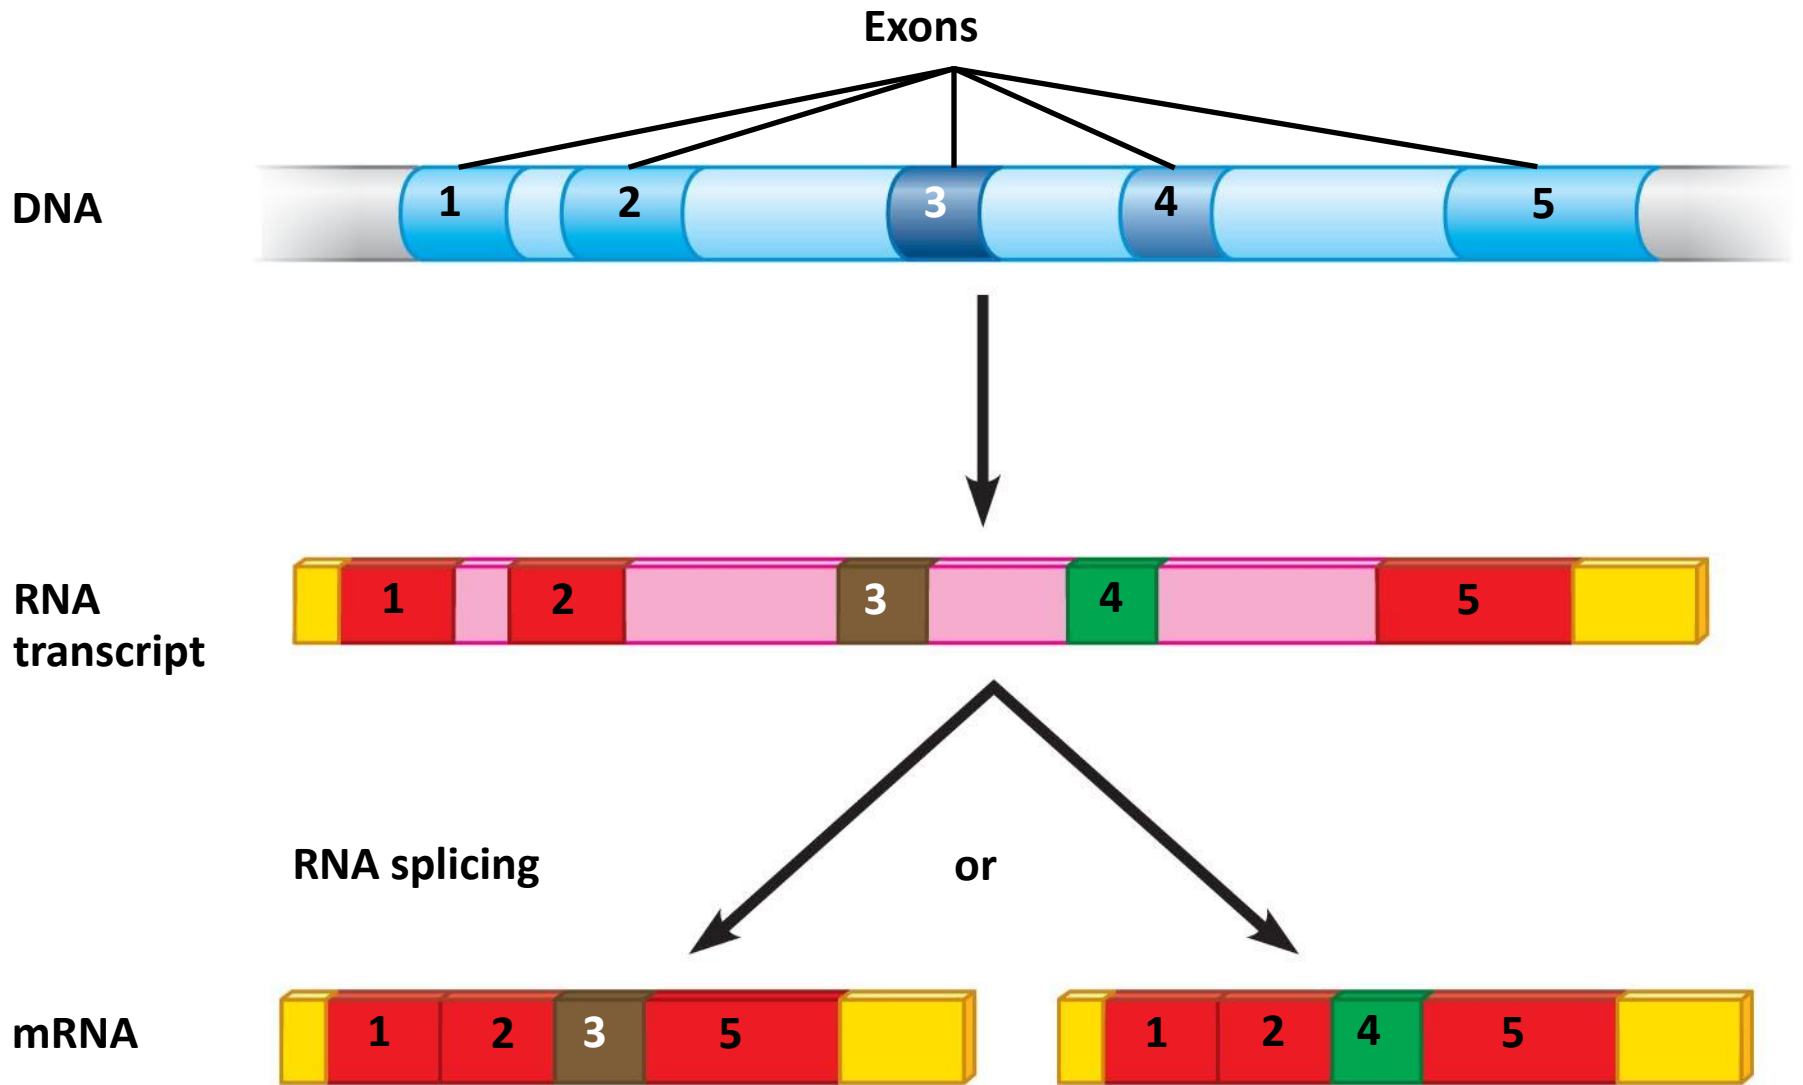 Exons
DNA 1 2 3 4 5
RNA transcript 1 2 3 4 5
RNA splicing or
mRNA 1 2 3 5 1 2 4 5